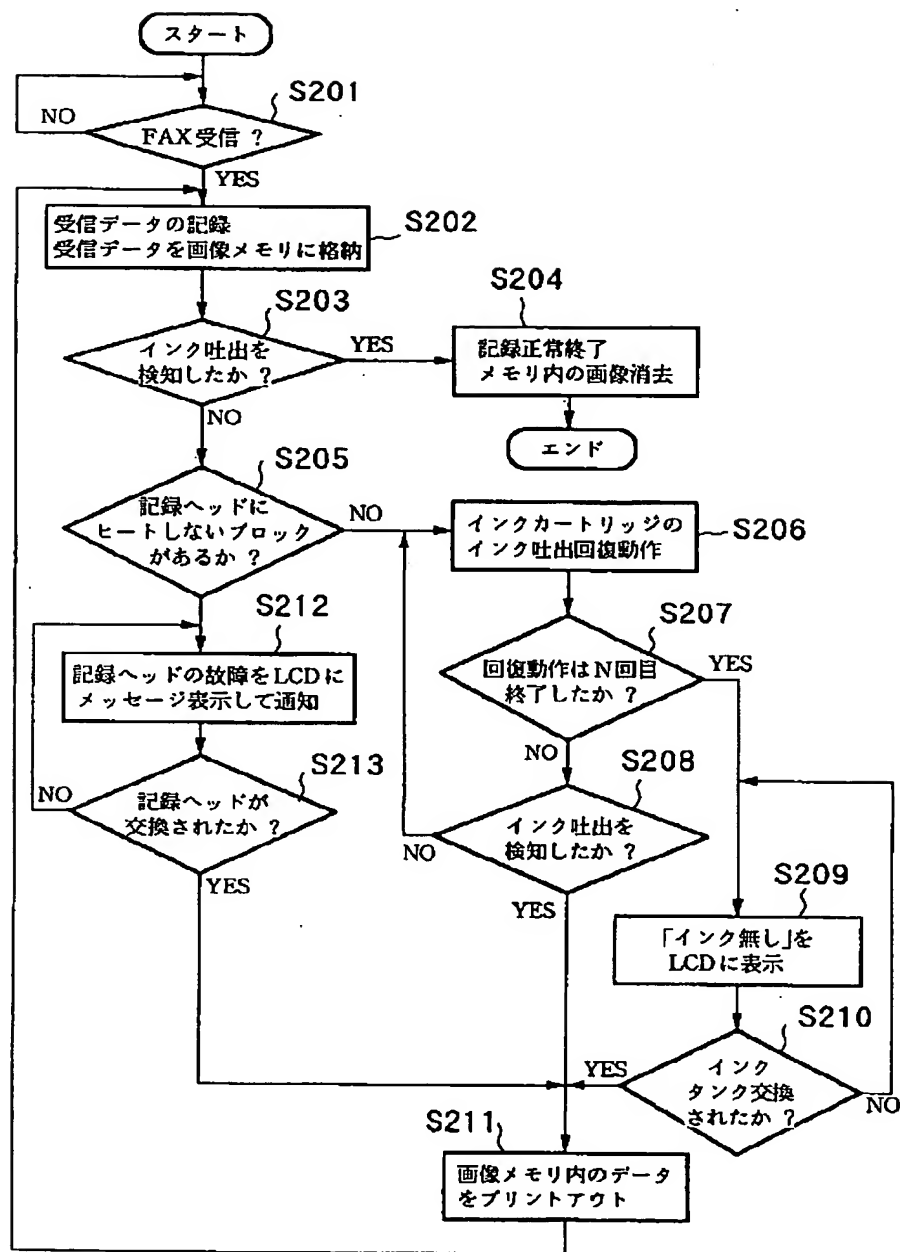 スタート
S201
NO
FAX受信 ?
YES
受信データの記録
受信データを画像メモリに格納
S202
S203
インク吐出を
検知したか ?
YES
NO
S204
記録正常終了
メモリ内の画像消去
エンド
S205
記録ヘッドに
ヒートしないブロック
があるか ?
NO
インクカートリッジの
インク吐出回復動作
S206
S207
回復動作はN回目
終了したか ?
YES
NO
S212
記録ヘッドの故障をLCDに
メッセージ表示して通知
S213
NO
記録ヘッドが
交換されたか ?
YES
S208
インク吐出を
検知したか ?
NO
YES
S209
「インク無し」を
LCDに表示
S210
YES
インク
タンク交換
されたか ?
NO
S211
画像メモリ内のデータ
をプリントアウト